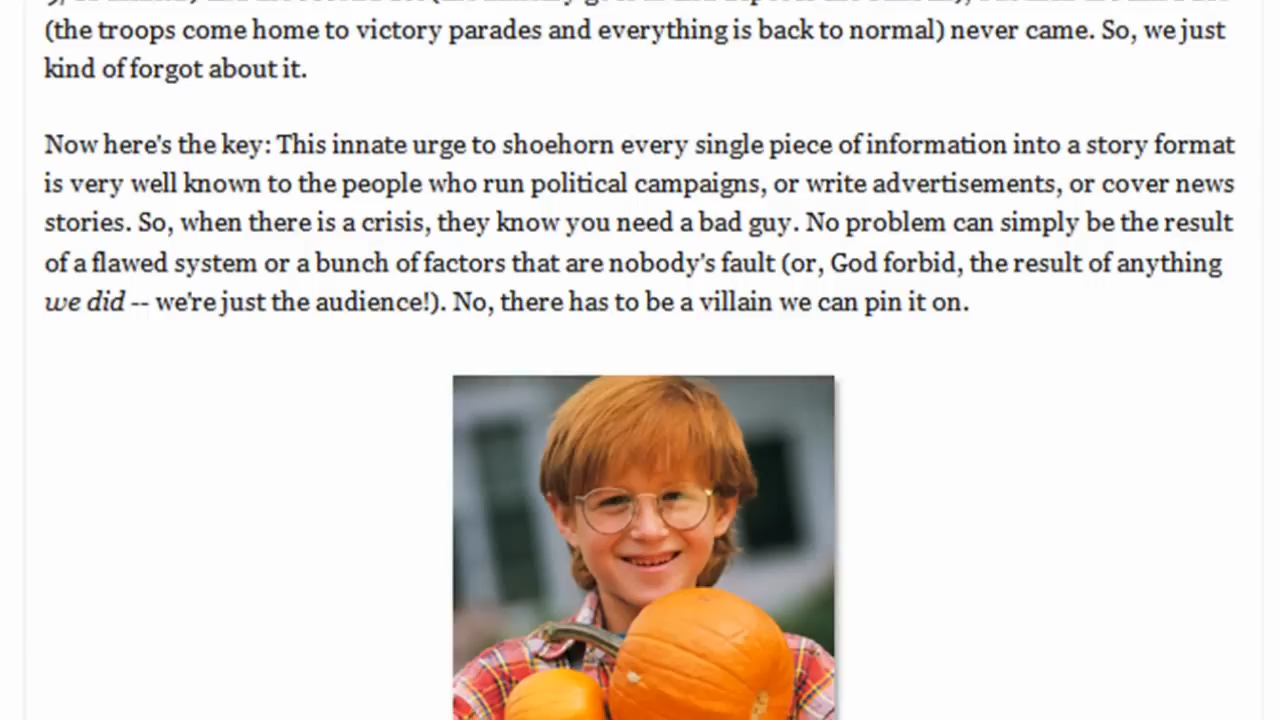 (the troops come home to victory parades and everything is back to normal) never came. So, we just
kind of forgot about it.
Now here's the key: This innate urge to shoehorn every single piece of information into a story format
is very well known to the people who run political campaigns, or write advertisements, or cover news
stories. So, when there is a crisis, they know you need a bad guy. No problem can simply be the result
of a flawed system or a bunch of factors that are nobody's fault (or, God forbid, the result of anything
we did -- we're just the audience!). No, there has to be a villain we can pin it on.